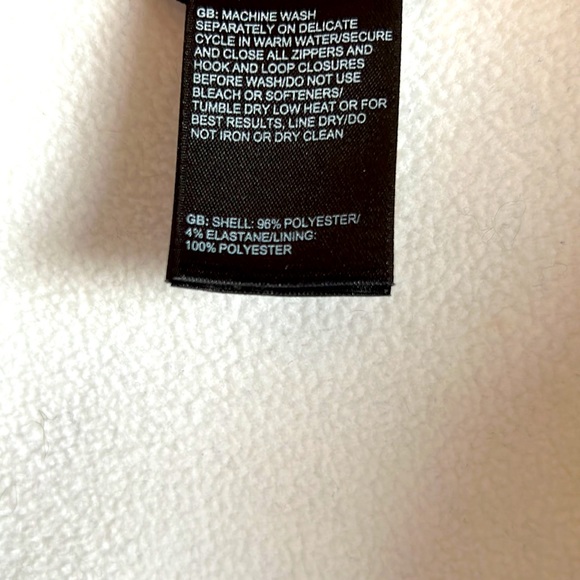 GB: MACHINE WASH
SEPARATELY ON DELICATE
CYCLE IN WARM WATER/SECURE
AND CLOSE ALL ZIPPERS AND
HOOK AND LOOP CLOSURES
BEFORE WASH/DO NOT USE
BLEACH OR SOFTENERS/
TUMBLE DRY LOW HEAT OR FOR
BEST RESULTS, LINE DRY/DO
NOT IRON OR DRY CLEAN
GB: SHELL: 96% POLYESTER/
4% ELASTANE/LINING:
100% POLYESTER